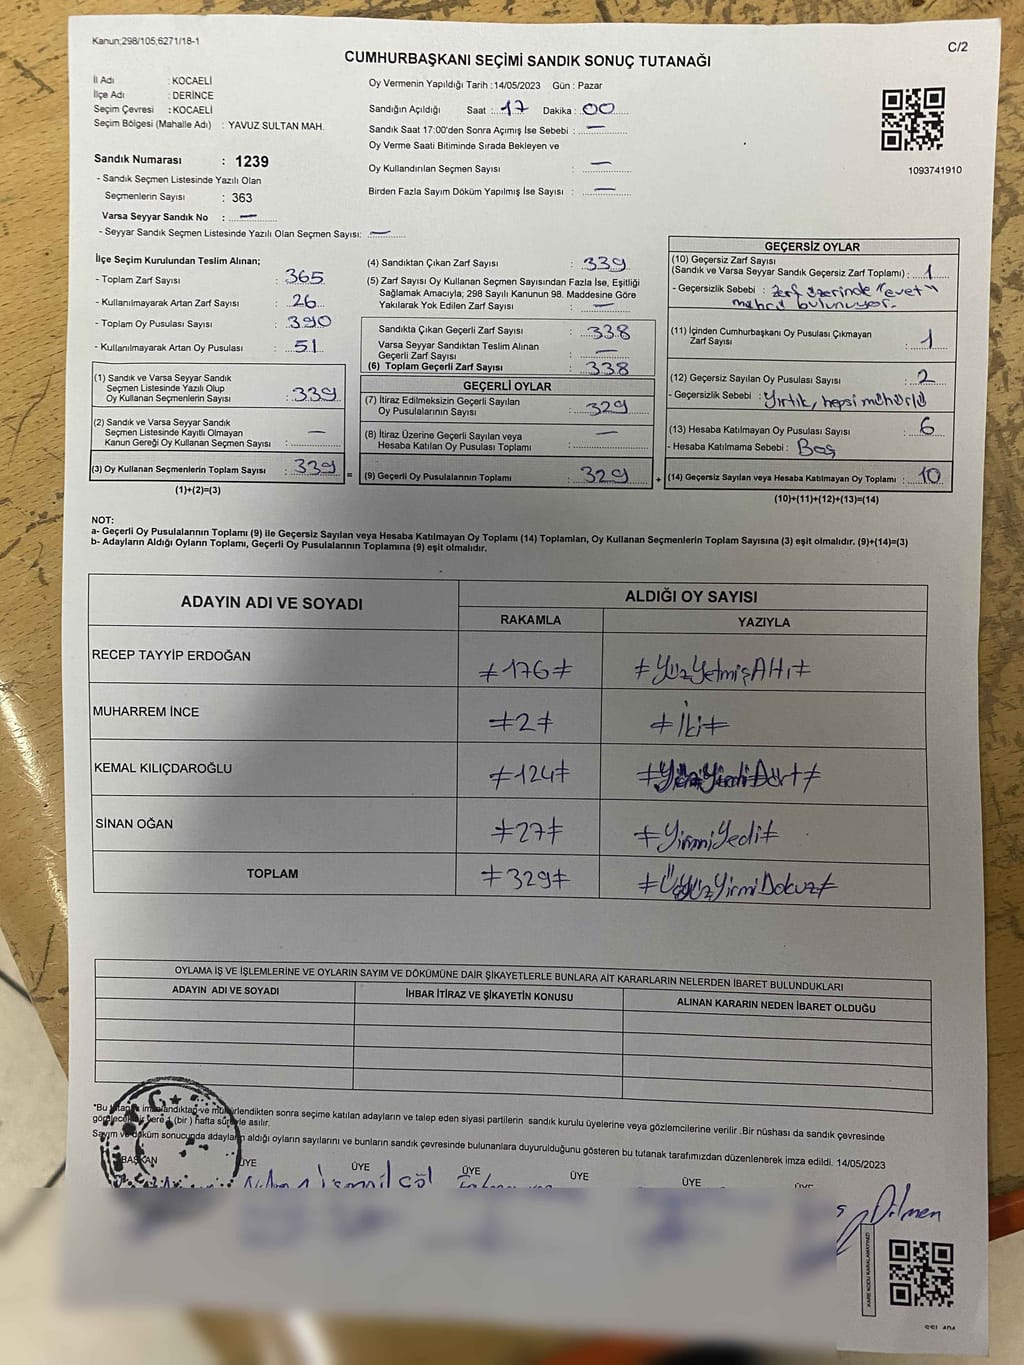 Kanun;298/105,6271/18-1
C/2
CUMHURBAŞKANI SEÇİMİ SANDIK SONUÇ TUTANAĞI
İl Adı : KOCAELİ
İlçe Adı : DERİNCE
Seçim Çevresi : KOCAELİ
Seçim Bölgesi (Mahalle Adı) : YAVUZ SULTAN MAH.
Sandık Numarası : 1239
- Sandık Seçmen Listesinde Yazılı Olan
Seçmenlerin Sayısı : 363
Varsa Seyyar Sandık No : —
- Seyyar Sandık Seçmen Listesinde Yazılı Olan Seçmen Sayısı: —
Oy Vermenin Yapıldığı Tarih : 14/05/2023 Gün : Pazar
Sandığın Açıldığı Saat : 17 Dakika : 00
Sandık Saat 17:00'den Sonra Açımış İse Sebebi : —
Oy Verme Saati Bitiminde Sırada Bekleyen ve
Oy Kullandırılan Seçmen Sayısı : —
Birden Fazla Sayım Döküm Yapılmış İse Sayısı : —
1093741910
İlçe Seçim Kurulundan Teslim Alınan;
- Toplam Zarf Sayısı : 365
- Kullanılmayarak Artan Zarf Sayısı : 26
- Toplam Oy Pusulası Sayısı : 390
- Kullanılmayarak Artan Oy Pusulası : 51
(1) Sandık ve Varsa Seyyar Sandık
Seçmen Listesinde Yazılı Olup
Oy Kullanan Seçmenlerin Sayısı : 339
(2) Sandık ve Varsa Seyyar Sandık
Seçmen Listesinde Kayıtlı Olmayan
Kanun Gereği Oy Kullanan Seçmen Sayısı : —
(3) Oy Kullanan Seçmenlerin Toplam Sayısı : 339 =
(1)+(2)=(3)
(4) Sandıktan Çıkan Zarf Sayısı : 339
(5) Zarf Sayısı Oy Kullanan Seçmen Sayısından Fazla İse, Eşitliği
Sağlamak Amacıyla; 298 Sayılı Kanunun 98. Maddesine Göre
Yakılarak Yok Edilen Zarf Sayısı : —
Sandıkta Çıkan Geçerli Zarf Sayısı : 338
Varsa Seyyar Sandıktan Teslim Alınan
Geçerli Zarf Sayısı : —
(6) Toplam Geçerli Zarf Sayısı : 338
GEÇERLİ OYLAR
(7) İtiraz Edilmeksizin Geçerli Sayılan
Oy Pusulalarının Sayısı : 329
(8) İtiraz Üzerine Geçerli Sayılan veya
Hesaba Katılan Oy Pusulası Toplamı : —
(9) Geçerli Oy Pusulalarının Toplamı : 329 +
GEÇERSİZ OYLAR
(10) Geçersiz Zarf Sayısı
(Sandık ve Varsa Seyyar Sandık Geçersiz Zarf Toplamı) : 1
- Geçersizlik Sebebi : Zarf üzerinde "evet"
mührü bulunuyor.
(11) İçinden Cumhurbaşkanı Oy Pusulası Çıkmayan
Zarf Sayısı : 1
(12) Geçersiz Sayılan Oy Pusulası Sayısı : 2
- Geçersizlik Sebebi : Yırtık, hepsi mühürlü
(13) Hesaba Katılmayan Oy Pusulası Sayısı : 6
- Hesaba Katılmama Sebebi : Boş
(14) Geçersiz Sayılan veya Hesaba Katılmayan Oy Toplamı : 10
(10)+(11)+(12)+(13)=(14)
NOT:
a- Geçerli Oy Pusulalarının Toplamı (9) ile Geçersiz Sayılan veya Hesaba Katılmayan Oy Toplamı (14) Toplamları, Oy Kullanan Seçmenlerin Toplam Sayısına (3) eşit olmalıdır. (9)+(14)=(3)
b- Adayların Aldığı Oyların Toplamı, Geçerli Oy Pusulalarının Toplamına (9) eşit olmalıdır.
ADAYIN ADI VE SOYADI ALDIĞI OY SAYISI
RAKAMLA YAZIYLA
RECEP TAYYİP ERDOĞAN ≠176≠ ≠YüzYetmişAltı≠
MUHARREM İNCE ≠2≠ ≠İki≠
KEMAL KILIÇDAROĞLU ≠124≠ ≠YüzYirmiDört≠
SİNAN OĞAN ≠27≠ ≠YirmiYedi≠
TOPLAM ≠329≠ ≠ÜçyüzYirmiDokuz≠
OYLAMA İŞ VE İŞLEMLERİNE VE OYLARIN SAYIM VE DÖKÜMÜNE DAİR ŞİKAYETLERLE BUNLARA AİT KARARLARIN NELERDEN İBARET BULUNDUKLARI
ADAYIN ADI VE SOYADI İHBAR İTİRAZ VE ŞİKAYETİN KONUSU ALINAN KARARIN NEDEN İBARET OLDUĞU
*Bu tutanak imzalandıktan ve mühürlendikten sonra seçime katılan adayların ve talep eden siyasi partilerin sandık kurulu üyelerine veya gözlemcilerine verilir .Bir nüshası da sandık çevresinde
görülecek bir yere 1 (bir ) hafta süreyle asılır.
Sayım ve döküm sonucunda adayların aldığı oyların sayılarını ve bunların sandık çevresinde bulunanlara duyurulduğunu gösteren bu tutanak tarafımızdan düzenlenerek imza edildi. 14/05/2023
BAŞKAN ÜYE ÜYE ÜYE ÜYE ÜYE ÜYE
İsmail Göl
Dilmen
KARE KODU KARALAMAYINIZ!